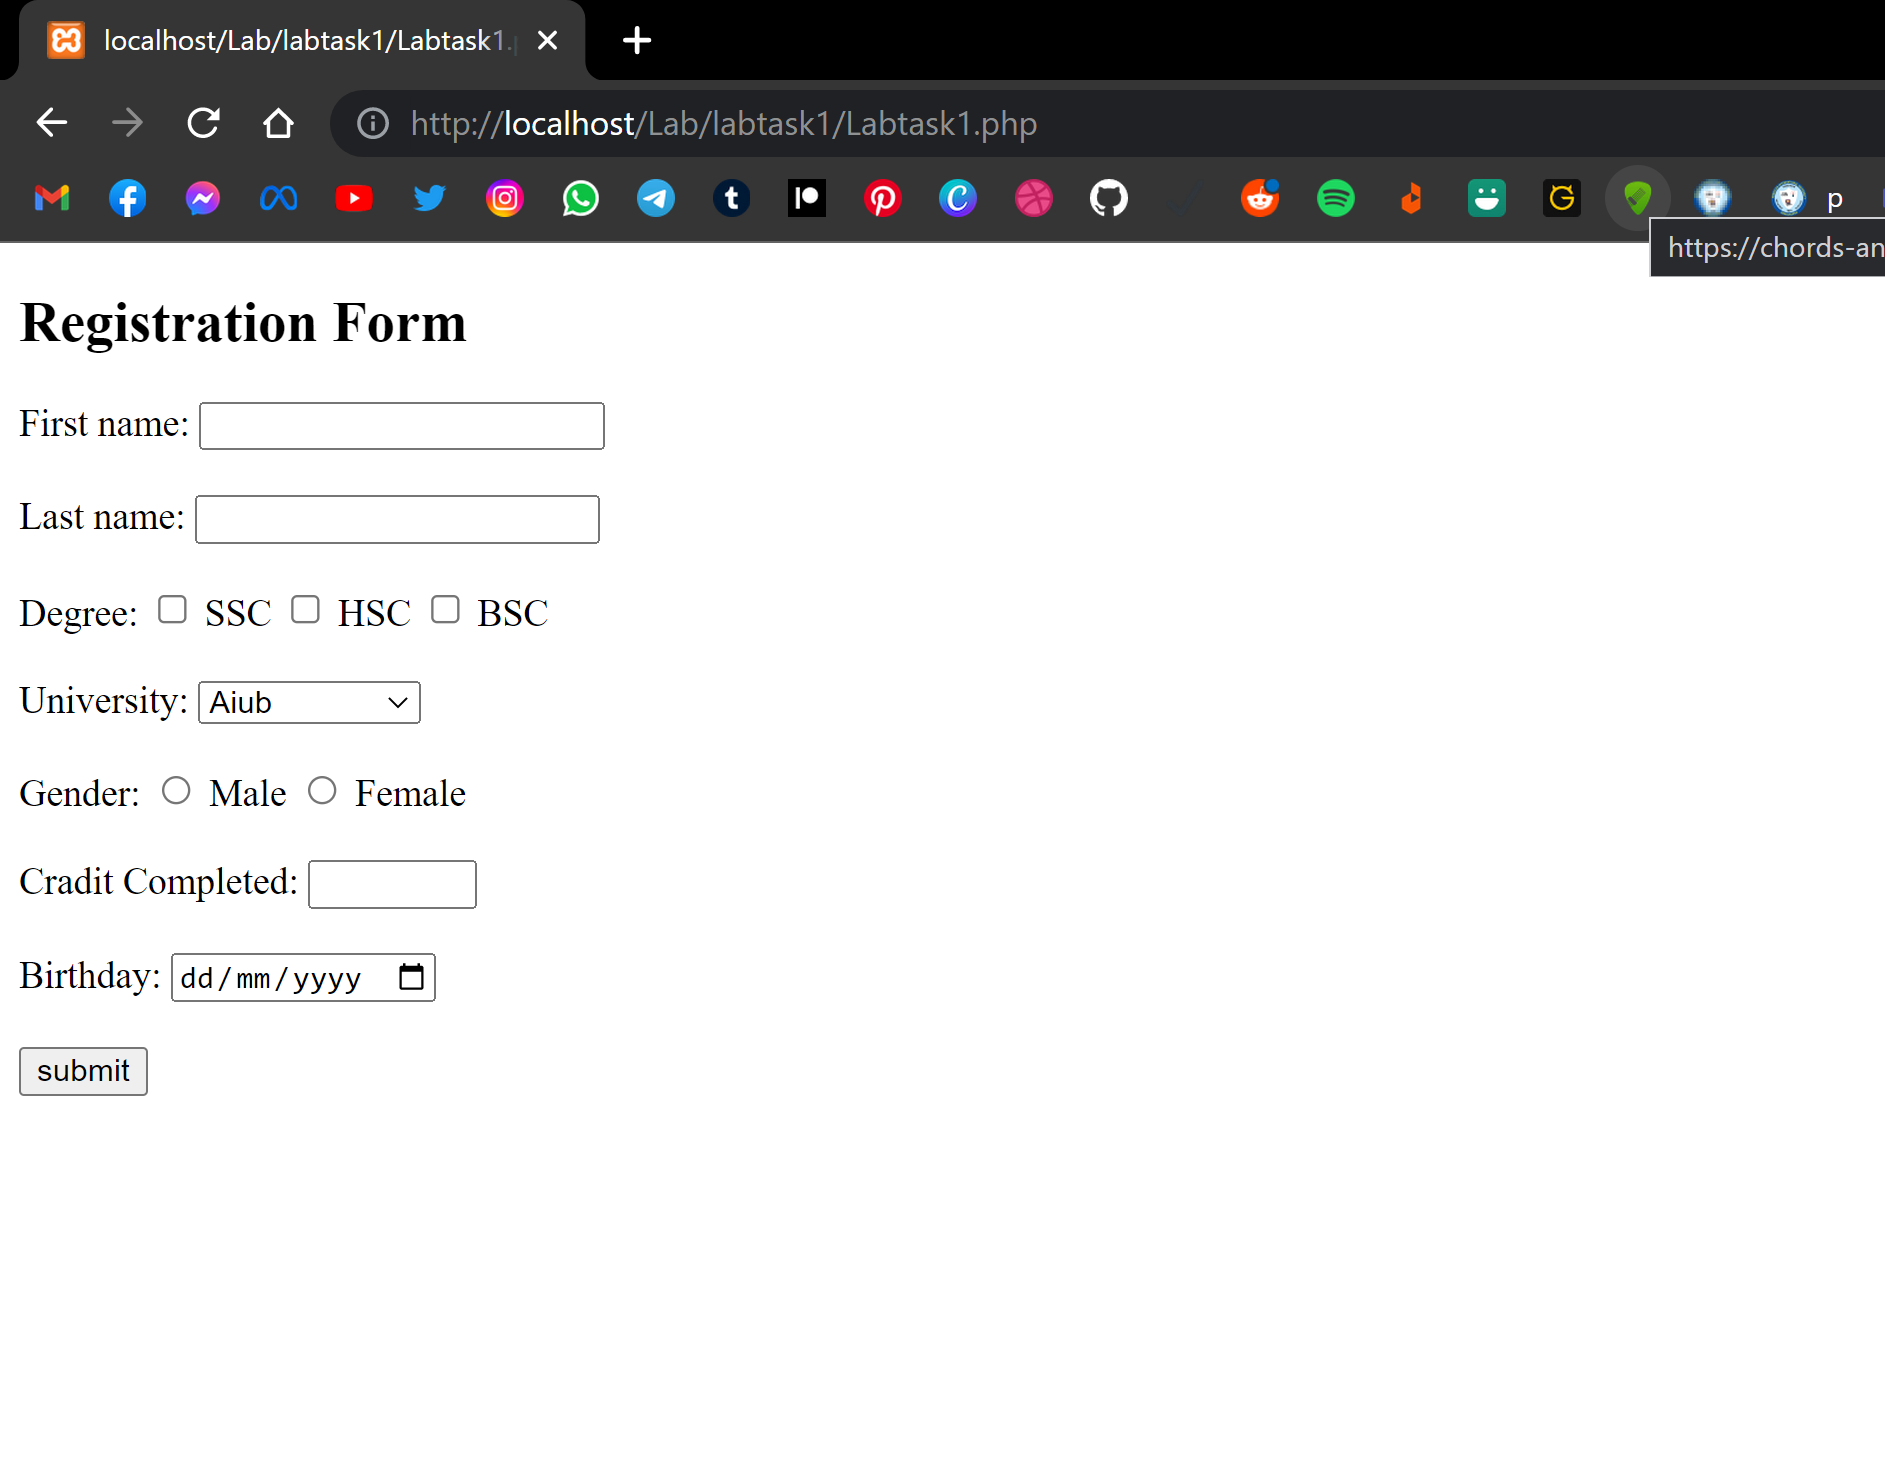 localhost/Lab/labtask1/Labtask1.
http://localhost/Lab/labtask1/Labtask1.php
p
https://chords-an
Registration Form
First name:
Last name:
Degree: SSC HSC BSC
University: Aiub
Gender: Male Female
Cradit Completed:
Birthday: dd/mm/yyyy
submit